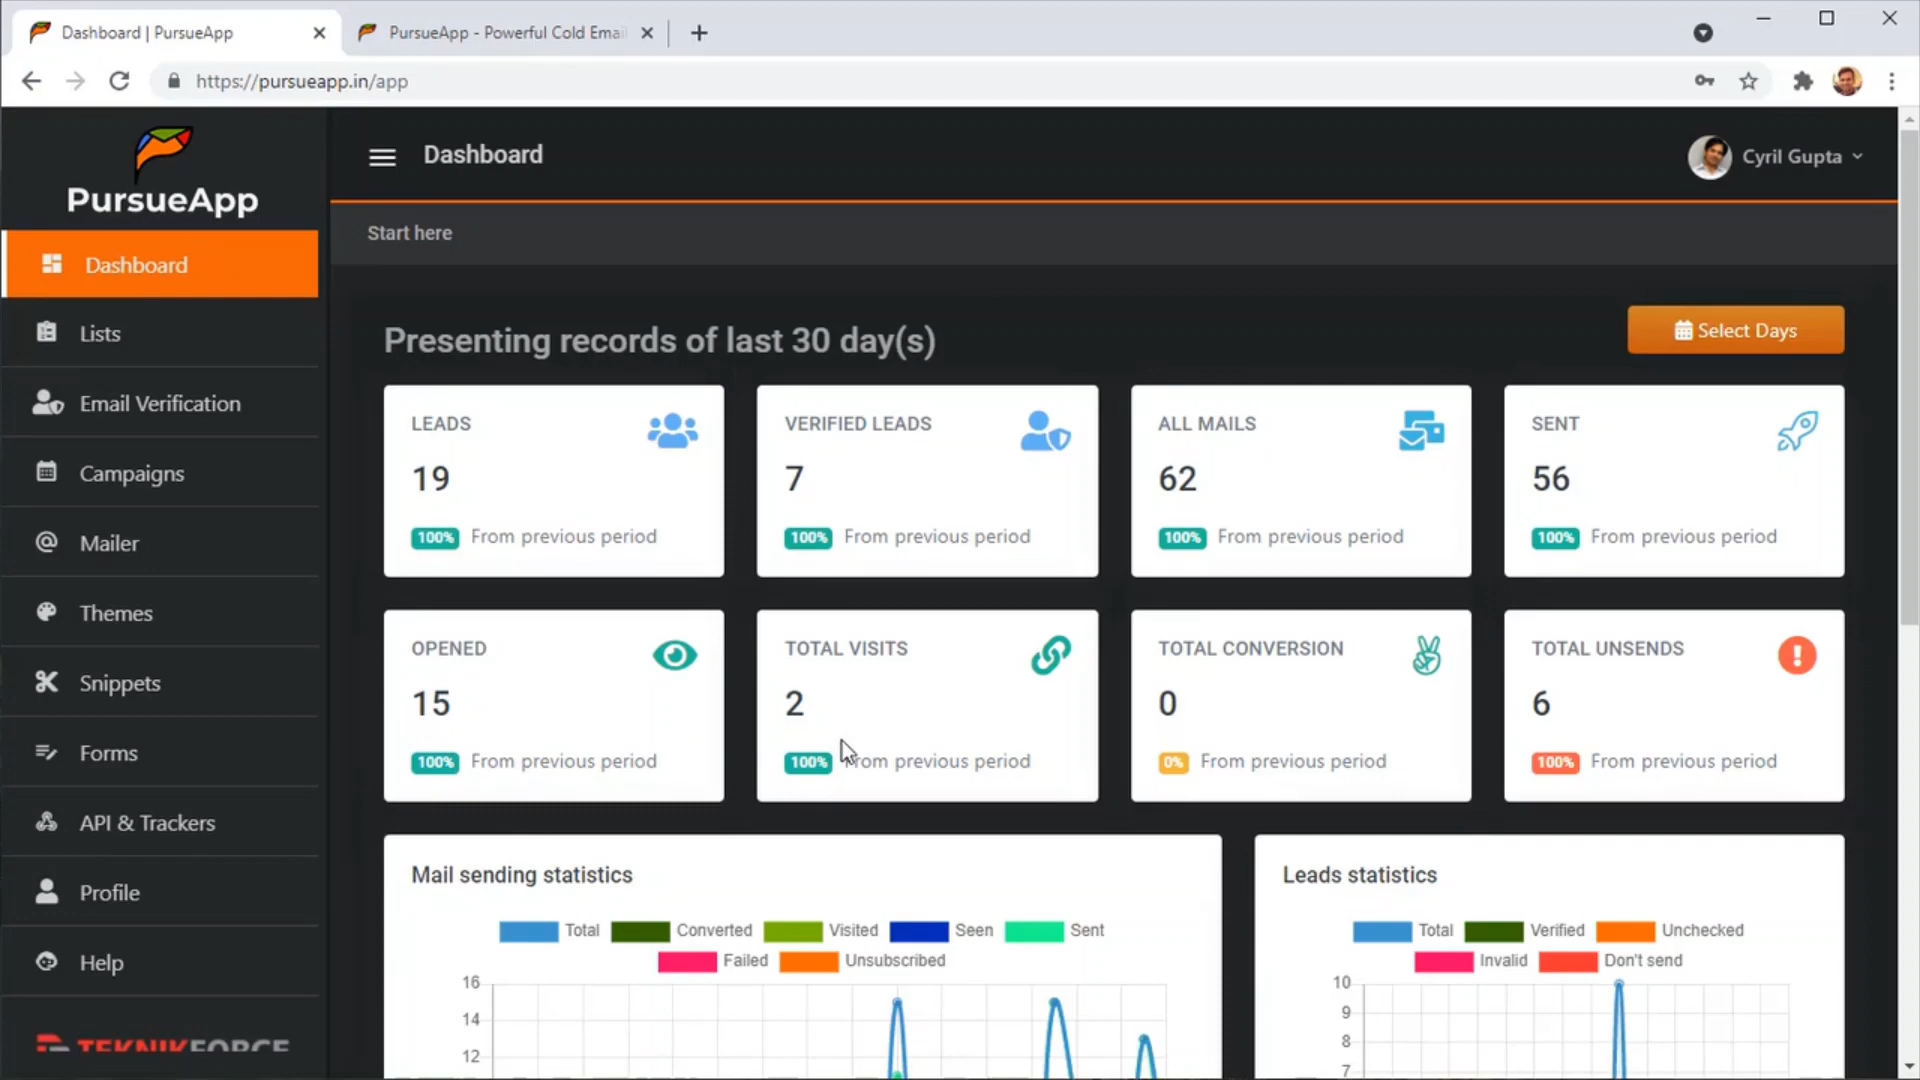 Dashboard | PursueApp
PursueApp - Powerful Cold Emai
https://pursueapp.in/app
PursueApp
Dashboard
Lists
Email Verification
Campaigns
Mailer
Themes
Snippets
Forms
API & Trackers
Profile
Help
TEKNIKFORCE
Dashboard
Cyril Gupta
Start here
Presenting records of last 30 day(s)
Select Days
LEADS
19
100% From previous period
VERIFIED LEADS
7
100% From previous period
ALL MAILS
62
100% From previous period
SENT
56
100% From previous period
OPENED
15
100% From previous period
TOTAL VISITS
2
100% From previous period
TOTAL CONVERSION
0
0% From previous period
TOTAL UNSENDS
6
100% From previous period
Mail sending statistics
Total Converted Visited Seen Sent
Failed Unsubscribed
16
14
12
Leads statistics
Total Verified Unchecked
Invalid Don't send
10
9
8
7